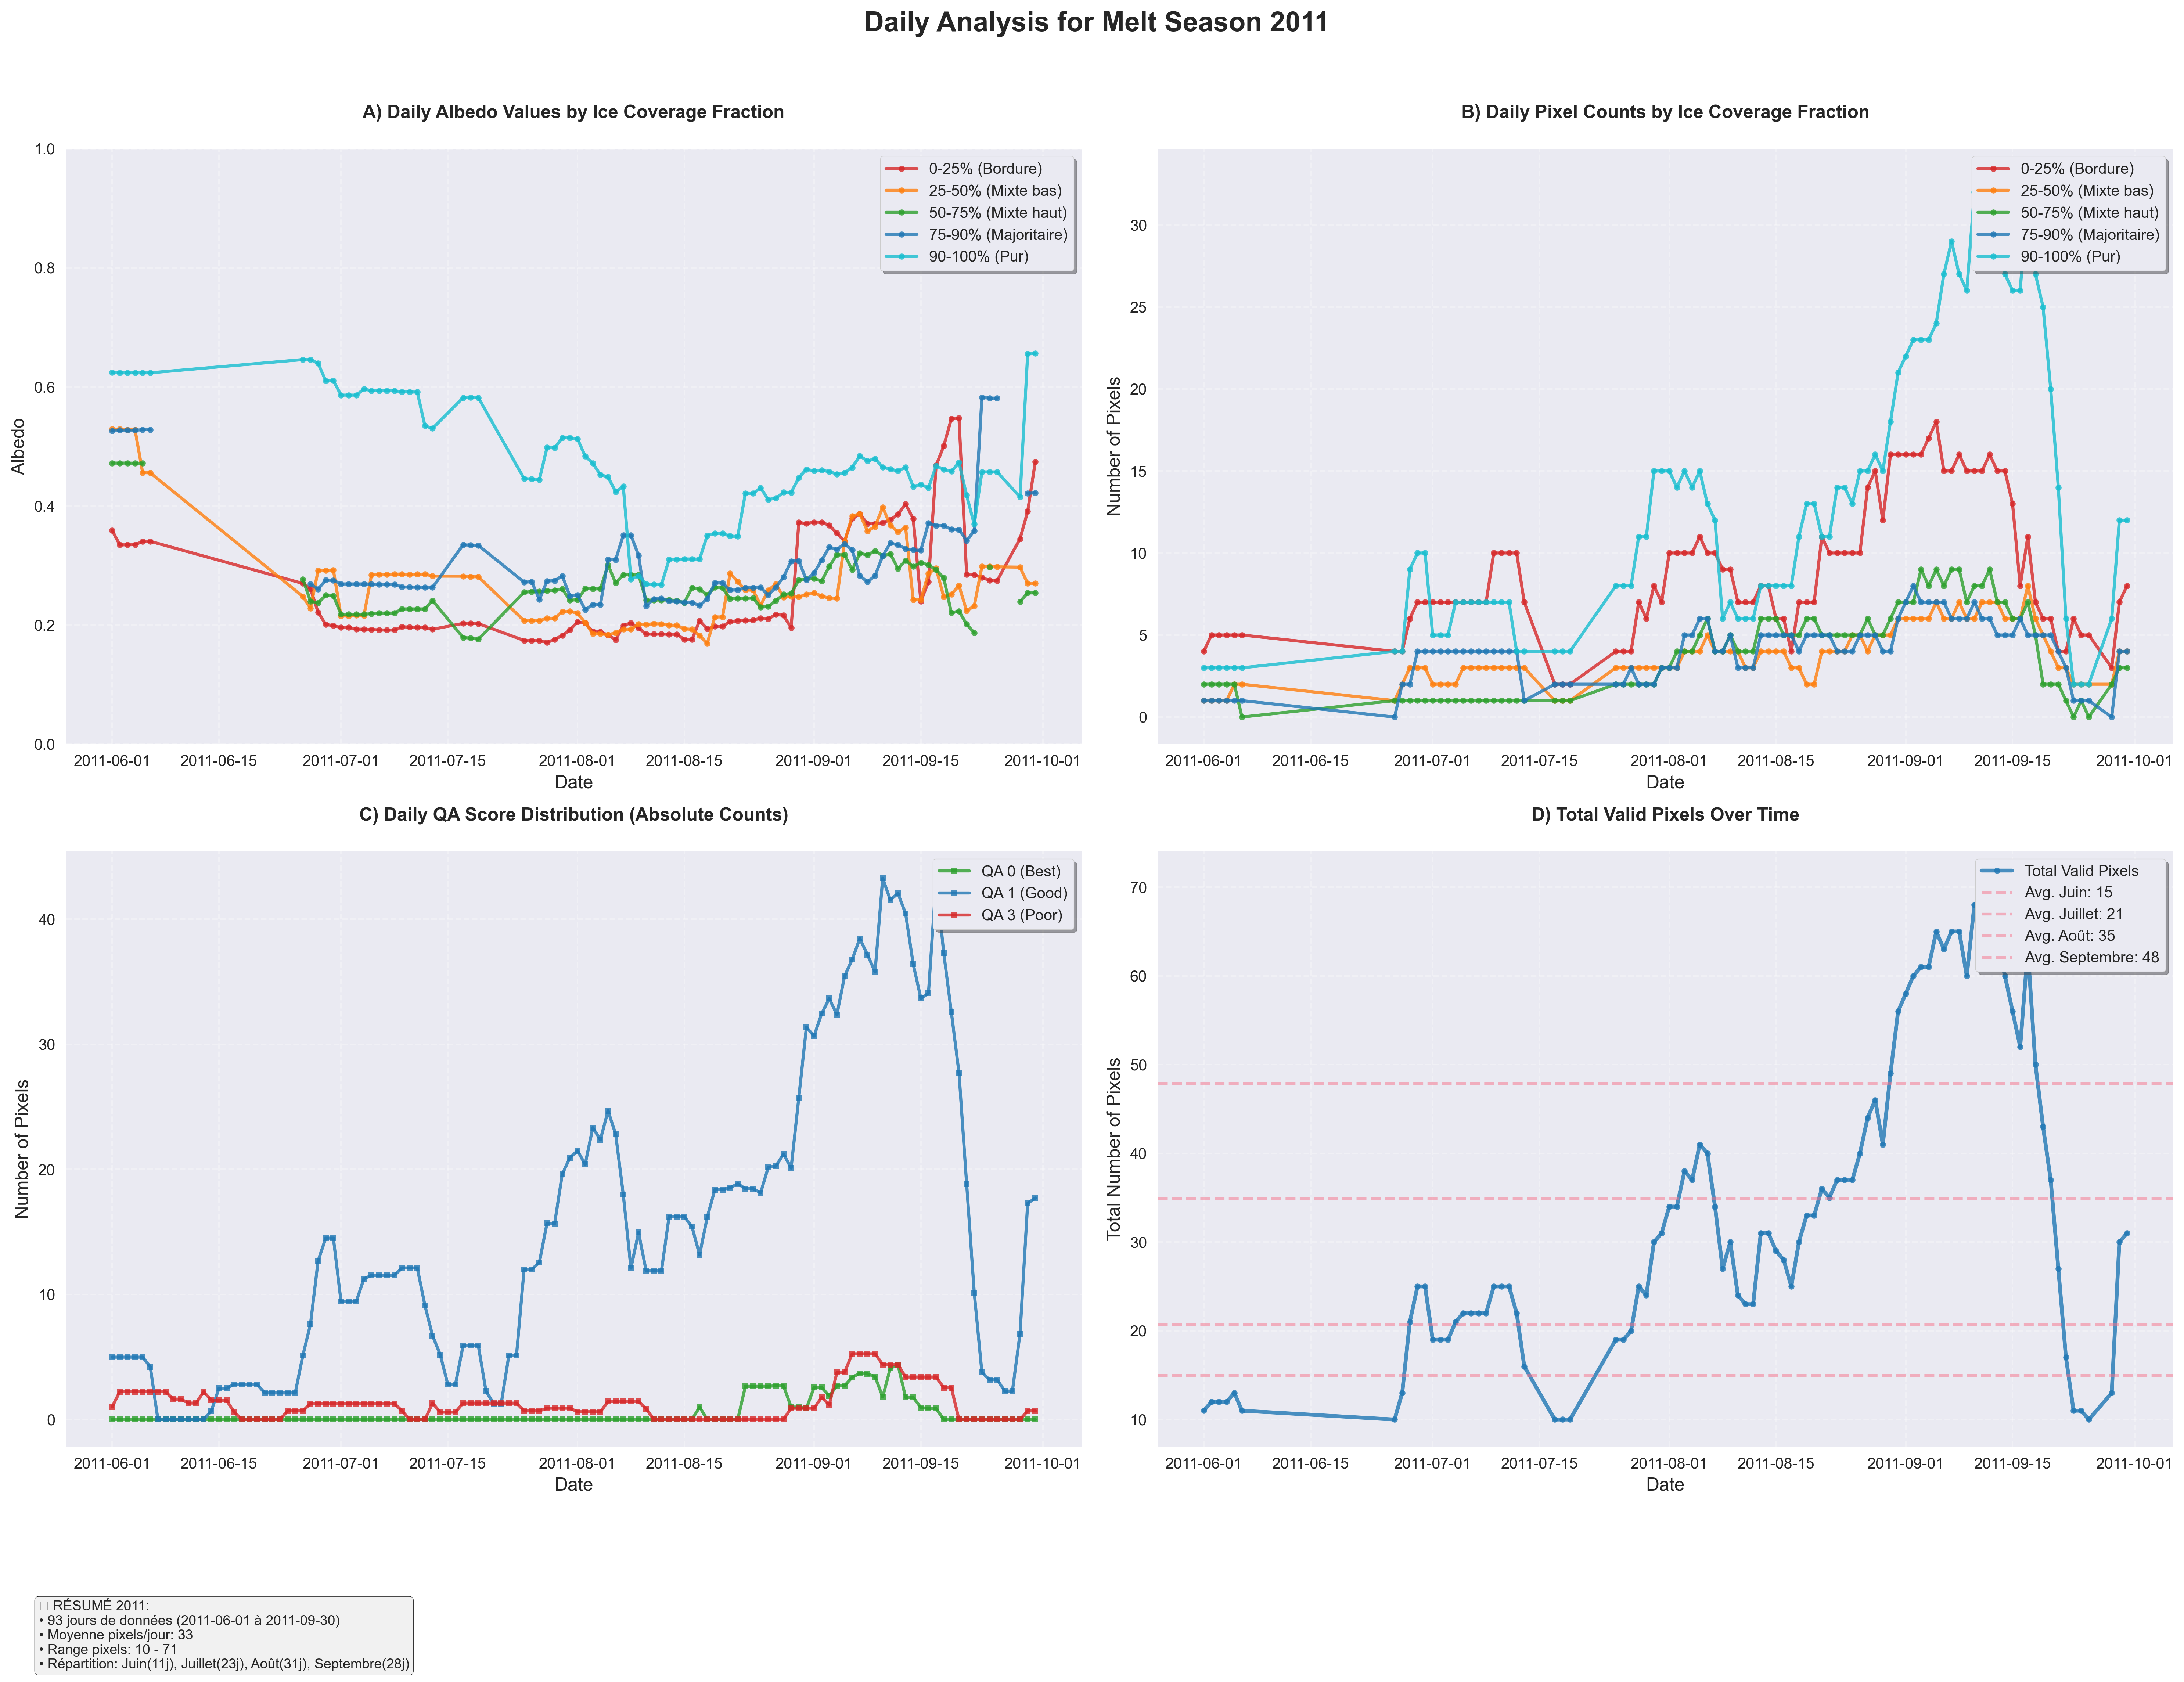 Daily Analysis for Melt Season 2011
A) Daily Albedo Values by Ice Coverage Fraction
1.0
0.8
0.6
0.4
0.2
0.0
Albedo
0-25% (Bordure)
25-50% (Mixte bas)
50-75% (Mixte haut)
75-90% (Majoritaire)
90-100% (Pur)
2011-06-01 2011-06-15 2011-07-01 2011-07-15 2011-08-01 2011-08-15 2011-09-01 2011-09-15 2011-10-01
Date
B) Daily Pixel Counts by Ice Coverage Fraction
30
25
20
15
10
5
0
Number of Pixels
0-25% (Bordure)
25-50% (Mixte bas)
50-75% (Mixte haut)
75-90% (Majoritaire)
90-100% (Pur)
2011-06-01 2011-06-15 2011-07-01 2011-07-15 2011-08-01 2011-08-15 2011-09-01 2011-09-15 2011-10-01
Date
C) Daily QA Score Distribution (Absolute Counts)
40
30
20
10
0
Number of Pixels
QA 0 (Best)
QA 1 (Good)
QA 3 (Poor)
2011-06-01 2011-06-15 2011-07-01 2011-07-15 2011-08-01 2011-08-15 2011-09-01 2011-09-15 2011-10-01
Date
D) Total Valid Pixels Over Time
70
60
50
40
30
20
10
Total Number of Pixels
Total Valid Pixels
Avg. Juin: 15
Avg. Juillet: 21
Avg. Août: 35
Avg. Septembre: 48
2011-06-01 2011-06-15 2011-07-01 2011-07-15 2011-08-01 2011-08-15 2011-09-01 2011-09-15 2011-10-01
Date
RÉSUMÉ 2011:
• 93 jours de données (2011-06-01 à 2011-09-30)
• Moyenne pixels/jour: 33
• Range pixels: 10 - 71
• Répartition: Juin(11j), Juillet(23j), Août(31j), Septembre(28j)